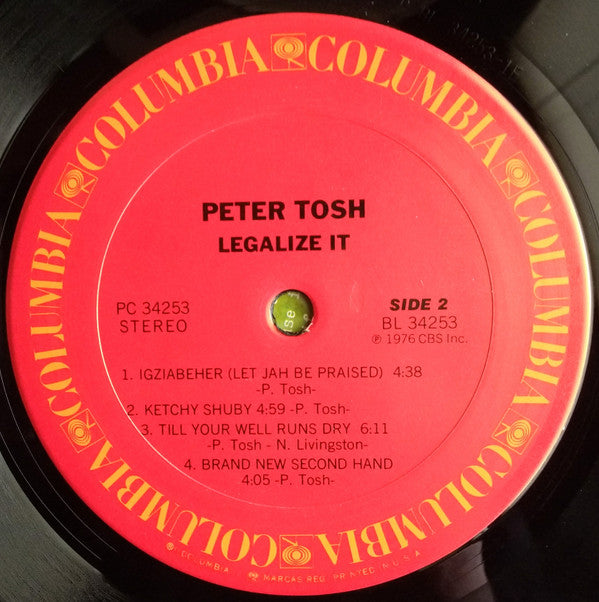 COLUMBIA COLUMBIA COLUMBIA COLUMBIA COLUMBIA COLUMBIA
PETER TOSH
LEGALIZE IT
PC 34253
STEREO
SIDE 2
BL 34253
℗ 1976 CBS Inc.
1. IGZIABEHER (LET JAH BE PRAISED) 4:38
-P. Tosh-
2. KETCHY SHUBY 4:59 -P. Tosh-
3. TILL YOUR WELL RUNS DRY 6:11
-P. Tosh - N. Livingston-
4. BRAND NEW SECOND HAND
4:05 -P. Tosh-
® "COLUMBIA", MARCAS REG. PRINTED IN U.S.A.